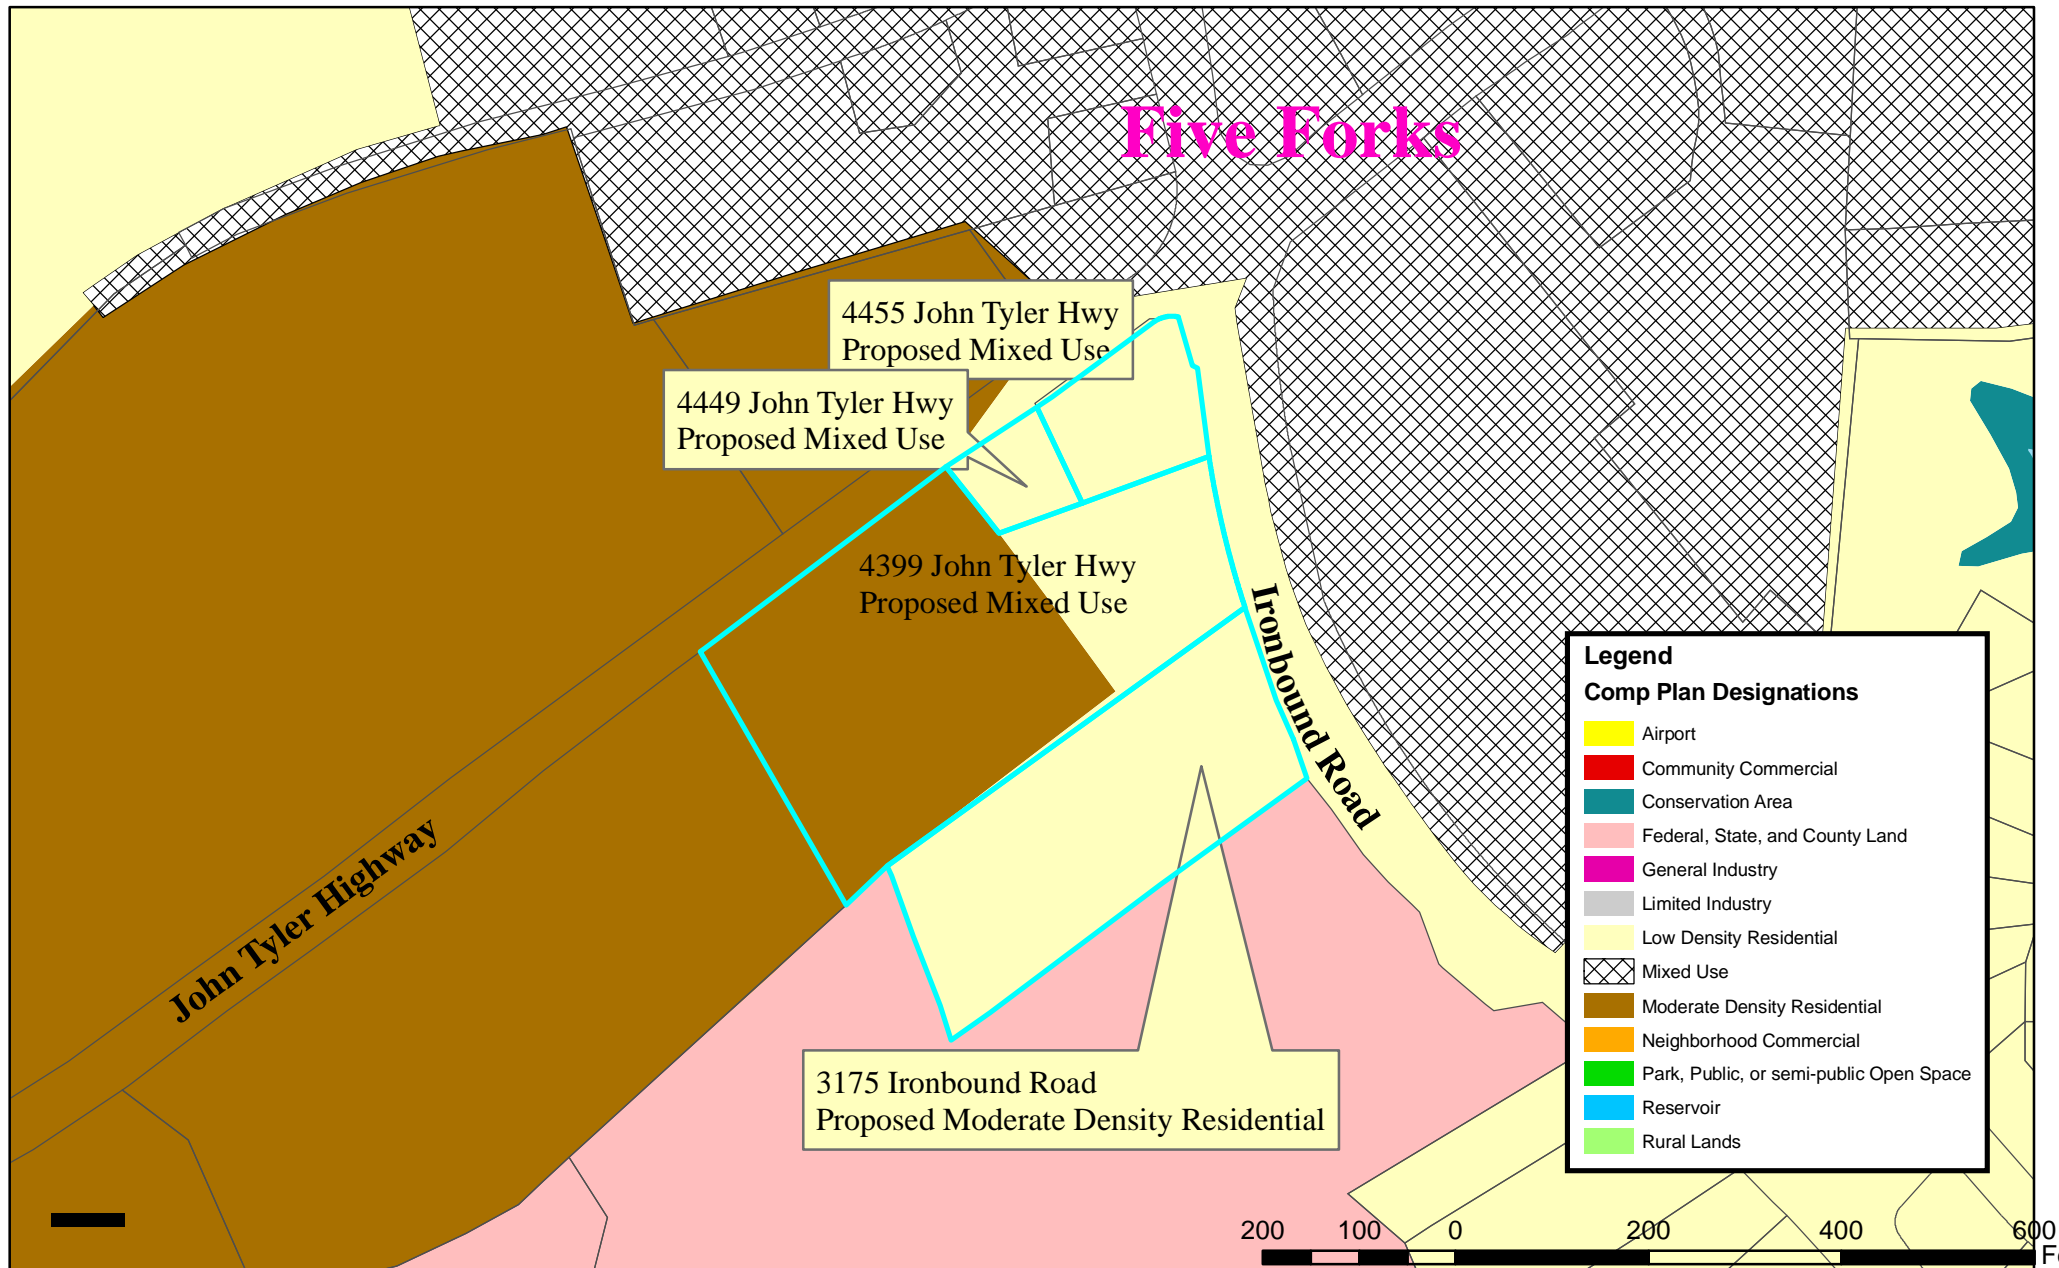 Five Forks
4455 John Tyler Hwy
Proposed Mixed Use
4449 John Tyler Hwy
Proposed Mixed Use
4399 John Tyler Hwy
Proposed Mixed Use
Ironbound Road
John Tyler Highway
3175 Ironbound Road
Proposed Moderate Density Residential
Legend
Comp Plan Designations
Airport
Community Commercial
Conservation Area
Federal, State, and County Land
General Industry
Limited Industry
Low Density Residential
Mixed Use
Moderate Density Residential
Neighborhood Commercial
Park, Public, or semi-public Open Space
Reservoir
Rural Lands
200 100 0 200 400 600